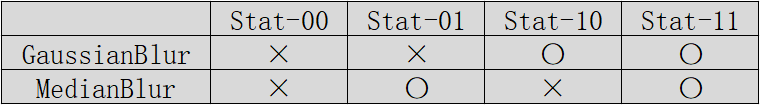 Stat-00 Stat-01 Stat-10 Stat-11
GaussianBlur × × ○ ○
MedianBlur × ○ × ○